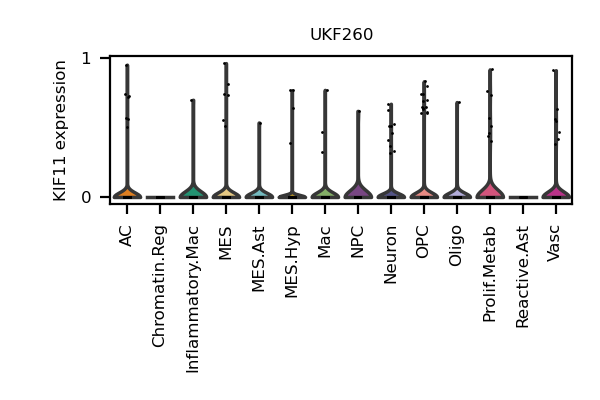 UKF260
KIF11 expression
1
0
AC
Chromatin.Reg
Inflammatory.Mac
MES
MES.Ast
MES.Hyp
Mac
NPC
Neuron
OPC
Oligo
Prolif.Metab
Reactive.Ast
Vasc